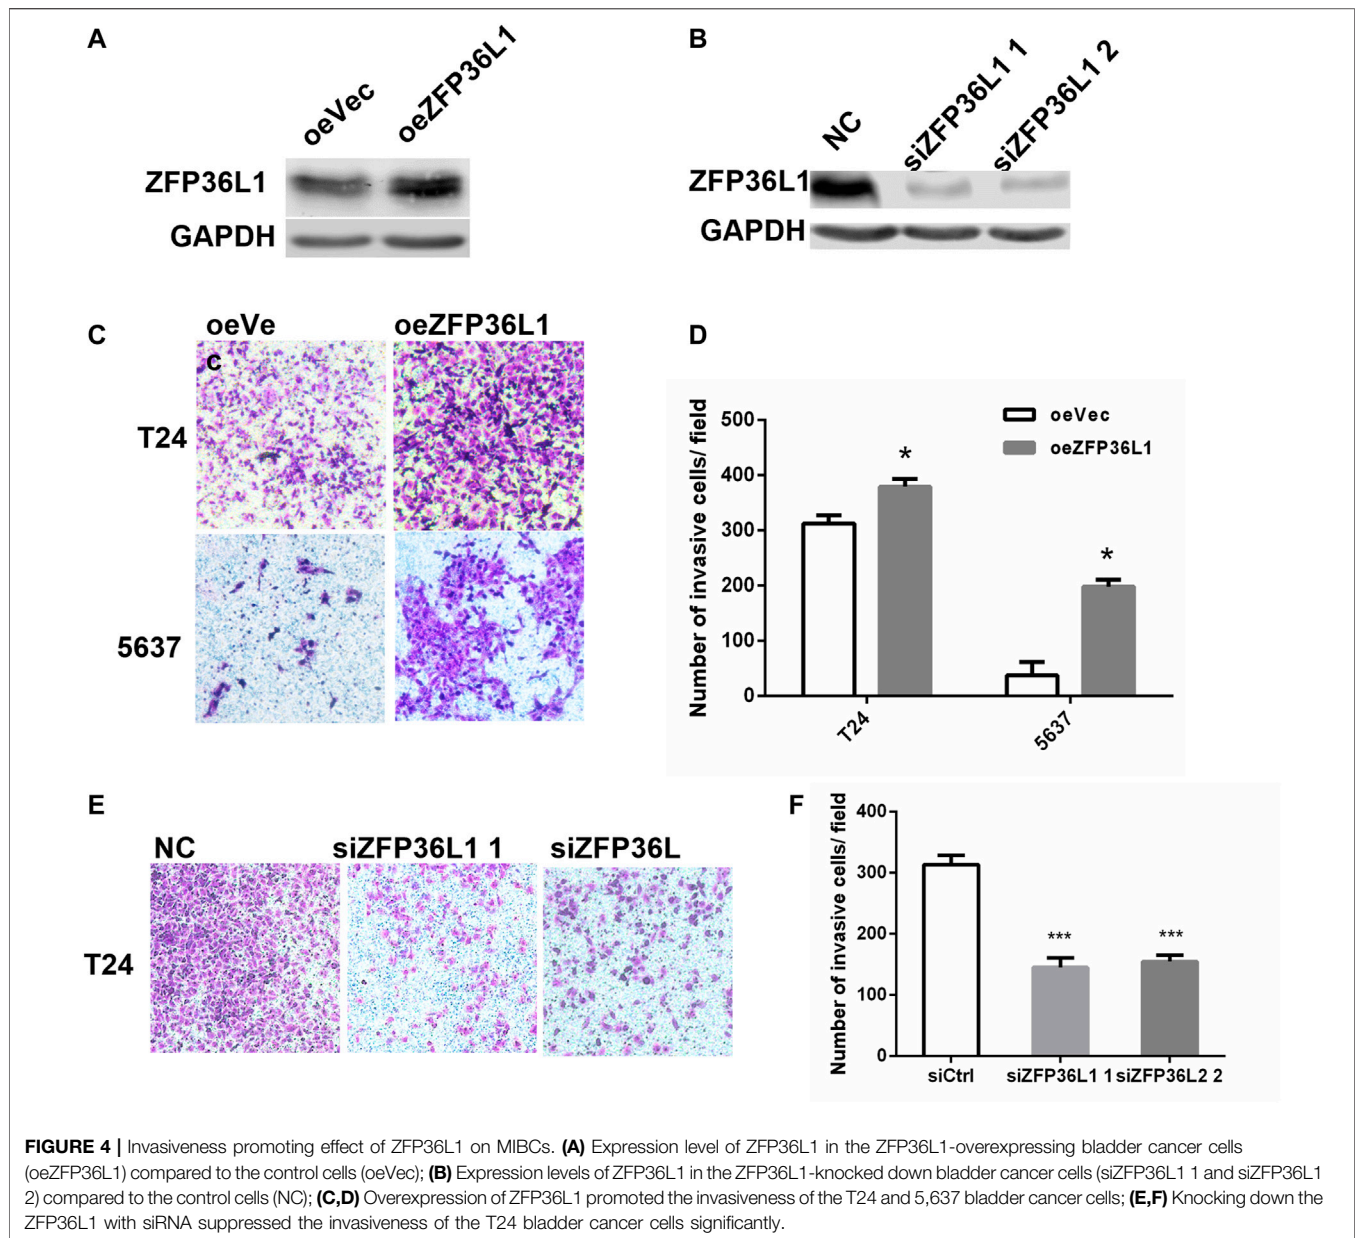 A
oeVec
oeZFP36L1
ZFP36L1
GAPDH
B
NC
siZFP36L1 1
siZFP36L1 2
ZFP36L1
GAPDH
C
oeVe
c
oeZFP36L1
T24
5637
D
Number of invasive cells/ field
500
400
300
200
100
0
oeVec
oeZFP36L1
*
*
T24
5637
E
NC
siZFP36L1 1
siZFP36L
T24
F
Number of invasive cells/ field
400
300
200
100
0
***
***
siCtrl
siZFP36L1 1
siZFP36L2 2
FIGURE 4 | Invasiveness promoting effect of ZFP36L1 on MIBCs. (A) Expression level of ZFP36L1 in the ZFP36L1-overexpressing bladder cancer cells
(oeZFP36L1) compared to the control cells (oeVec); (B) Expression levels of ZFP36L1 in the ZFP36L1-knocked down bladder cancer cells (siZFP36L1 1 and siZFP36L1
2) compared to the control cells (NC); (C,D) Overexpression of ZFP36L1 promoted the invasiveness of the T24 and 5,637 bladder cancer cells; (E,F) Knocking down the
ZFP36L1 with siRNA suppressed the invasiveness of the T24 bladder cancer cells significantly.